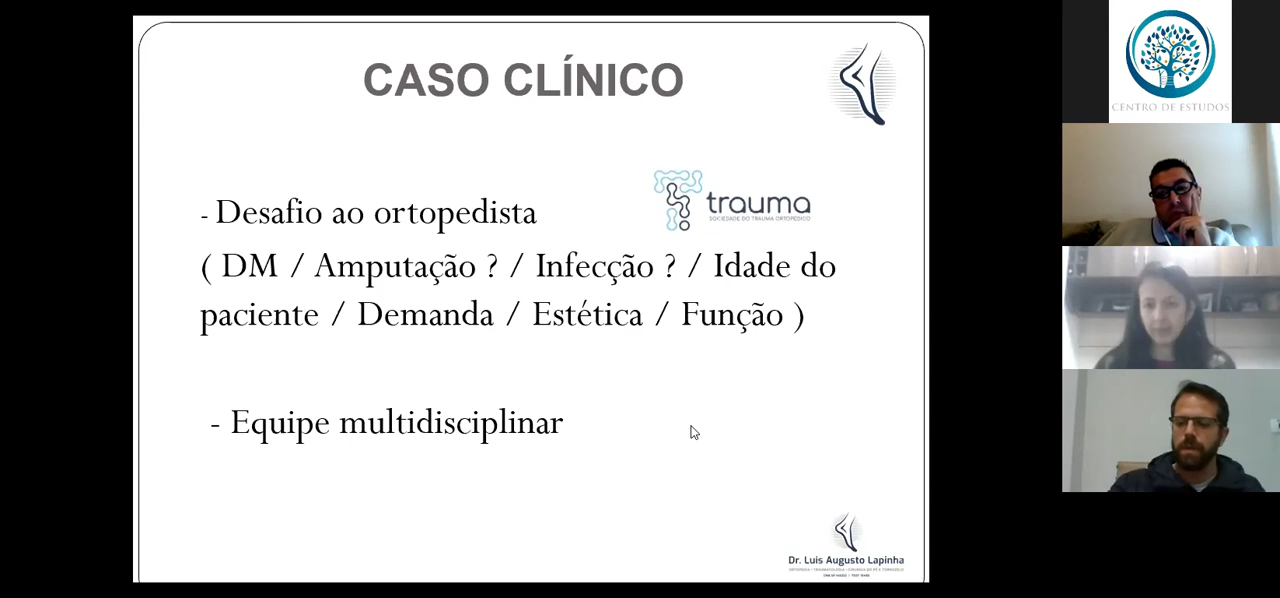 CASO CLÍNICO
trauma
SOCIEDADE DO TRAUMA ORTOPÉDICO
- Desafio ao ortopedista
( DM / Amputação ? / Infecção ? / Idade do
paciente / Demanda / Estética / Função )
- Equipe multidisciplinar
Dr. Luis Augusto Lapinha
CENTRO DE ESTUDOS